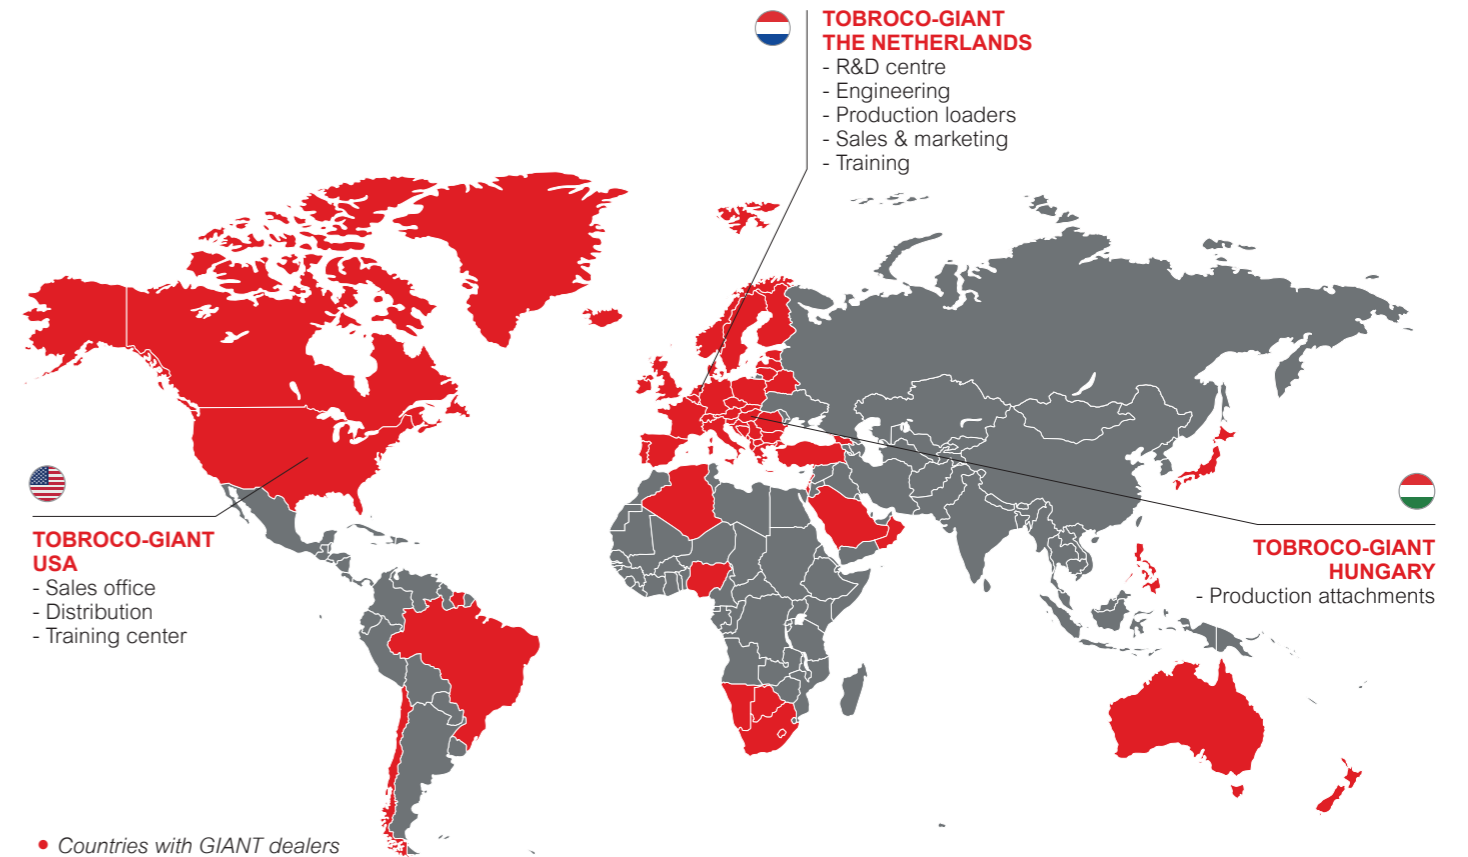 TOBROCO-GIANT
THE NETHERLANDS
- R&D centre
- Engineering
- Production loaders
- Sales & marketing
- Training
TOBROCO-GIANT
USA
- Sales office
- Distribution
- Training center
TOBROCO-GIANT
HUNGARY
- Production attachments
• Countries with GIANT dealers